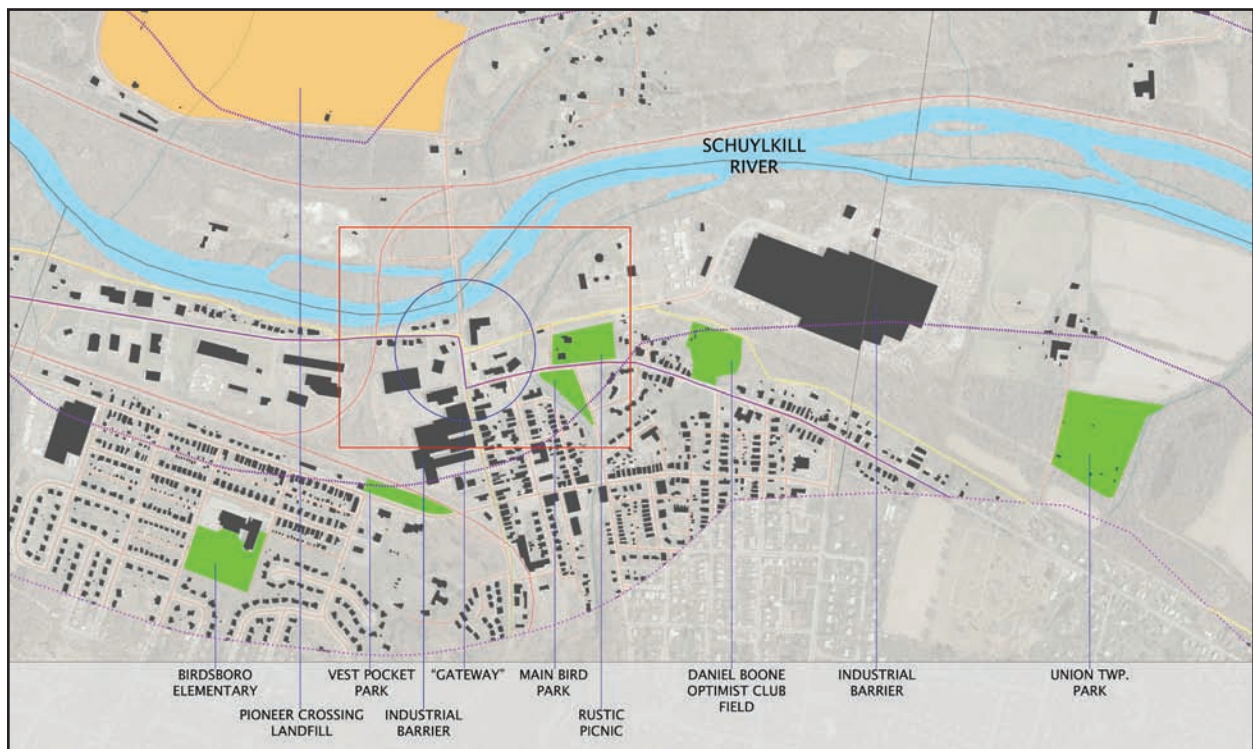 SCHUYLKILL
RIVER
BIRDSBORO
ELEMENTARY
VEST POCKET
PARK
"GATEWAY"
MAIN BIRD
PARK
DANIEL BOONE
OPTIMIST CLUB
FIELD
INDUSTRIAL
BARRIER
UNION TWP.
PARK
PIONEER CROSSING
LANDFILL
INDUSTRIAL
BARRIER
RUSTIC
PICNIC